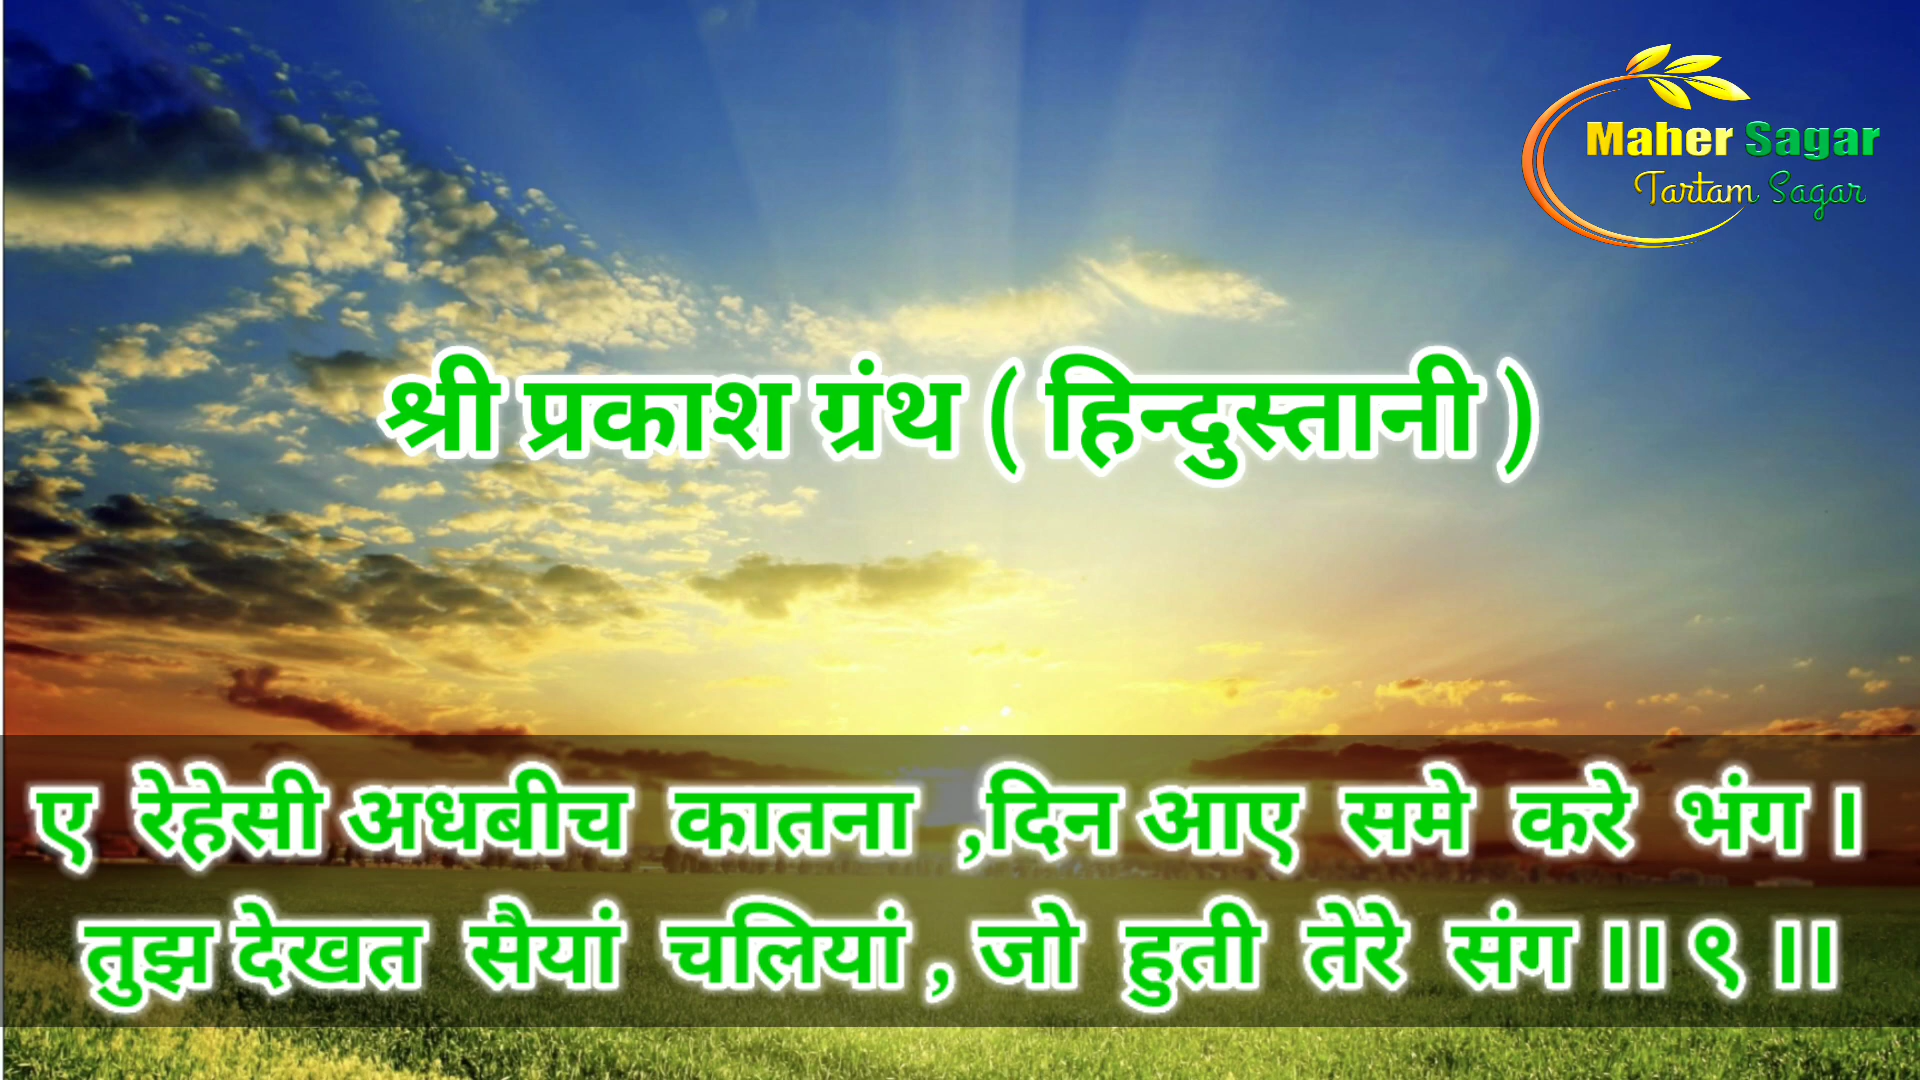 Maher Sagar
Tartam Sagar
श्री प्रकाश ग्रंथ ( हिन्दुस्तानी )
ए रेहेसी अधबीच कातना ,दिन आए समे करे भंग ।
तुझ देखत सैयां चलियां , जो हुती तेरे संग ।। ९ ।।